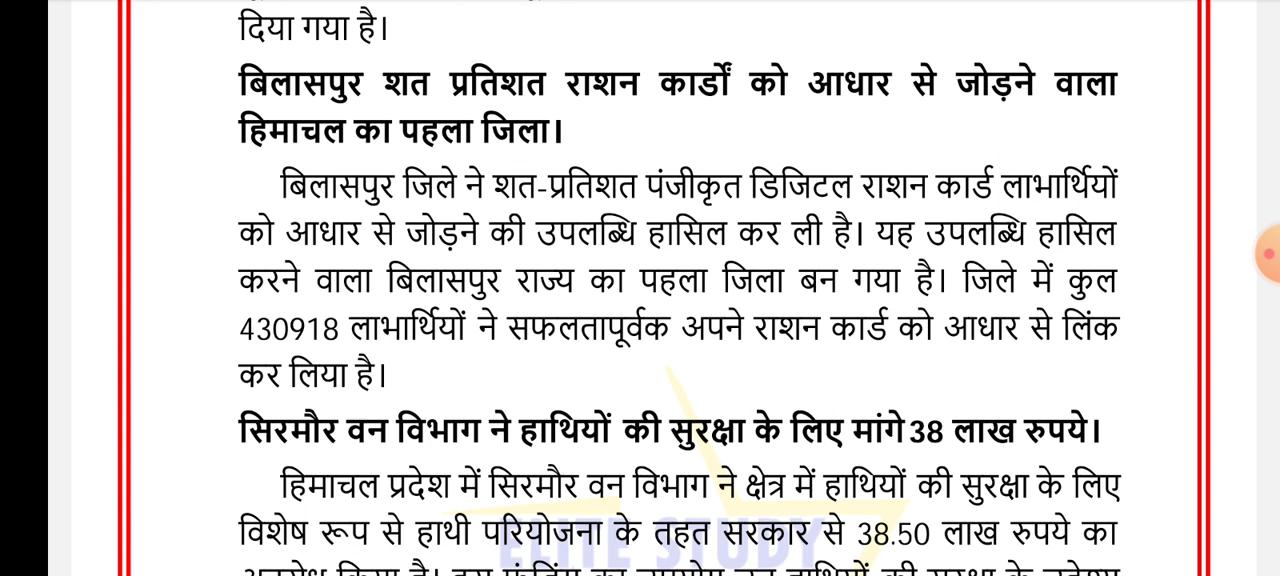 दिया गया है।
बिलासपुर शत प्रतिशत राशन कार्डों को आधार से जोड़ने वाला
हिमाचल का पहला जिला।
बिलासपुर जिले ने शत-प्रतिशत पंजीकृत डिजिटल राशन कार्ड लाभार्थियों
को आधार से जोड़ने की उपलब्धि हासिल कर ली है। यह उपलब्धि हासिल
करने वाला बिलासपुर राज्य का पहला जिला बन गया है। जिले में कुल
430918 लाभार्थियों ने सफलतापूर्वक अपने राशन कार्ड को आधार से लिंक
कर लिया है।
सिरमौर वन विभाग ने हाथियों की सुरक्षा के लिए मांगे 38 लाख रुपये।
हिमाचल प्रदेश में सिरमौर वन विभाग ने क्षेत्र में हाथियों की सुरक्षा के लिए
विशेष रूप से हाथी परियोजना के तहत सरकार से 38.50 लाख रुपये का
ELITE STUDY